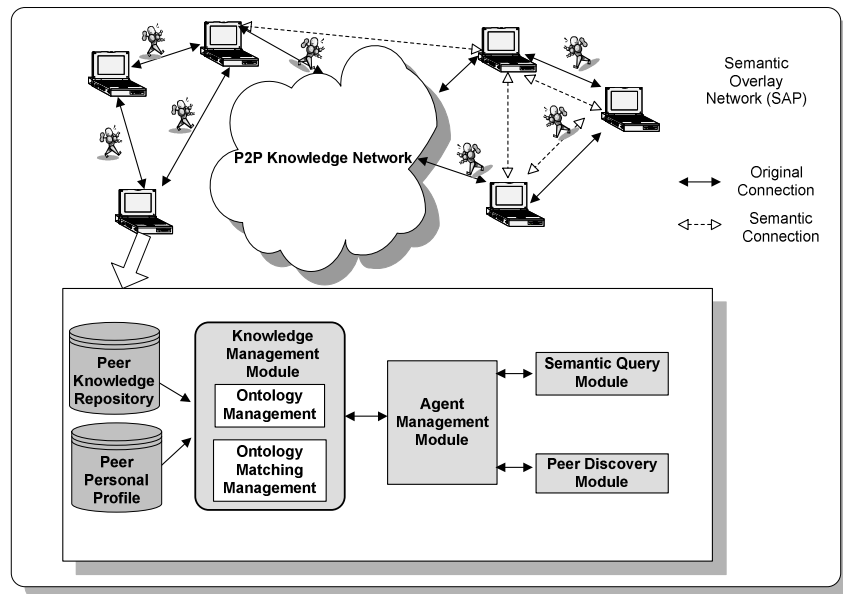 Semantic
Overlay
Network (SAP)
P2P Knowledge Network
Original
Connection
Semantic
Connection
Peer
Knowledge
Repository
Peer
Personal
Profile
Knowledge
Management
Module
Ontology
Management
Ontology
Matching
Management
Agent
Management
Module
Semantic Query
Module
Peer Discovery
Module